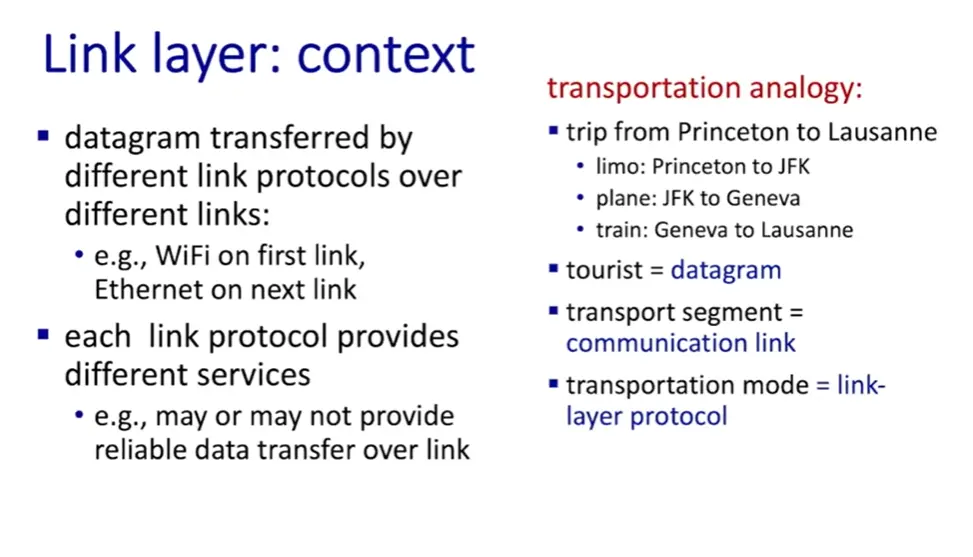 Link layer: context
▪ datagram transferred by
different link protocols over
different links:
• e.g., WiFi on first link,
Ethernet on next link
▪ each link protocol provides
different services
• e.g., may or may not provide
reliable data transfer over link
transportation analogy:
▪ trip from Princeton to Lausanne
• limo: Princeton to JFK
• plane: JFK to Geneva
• train: Geneva to Lausanne
▪ tourist = datagram
▪ transport segment =
communication link
▪ transportation mode = link-
layer protocol